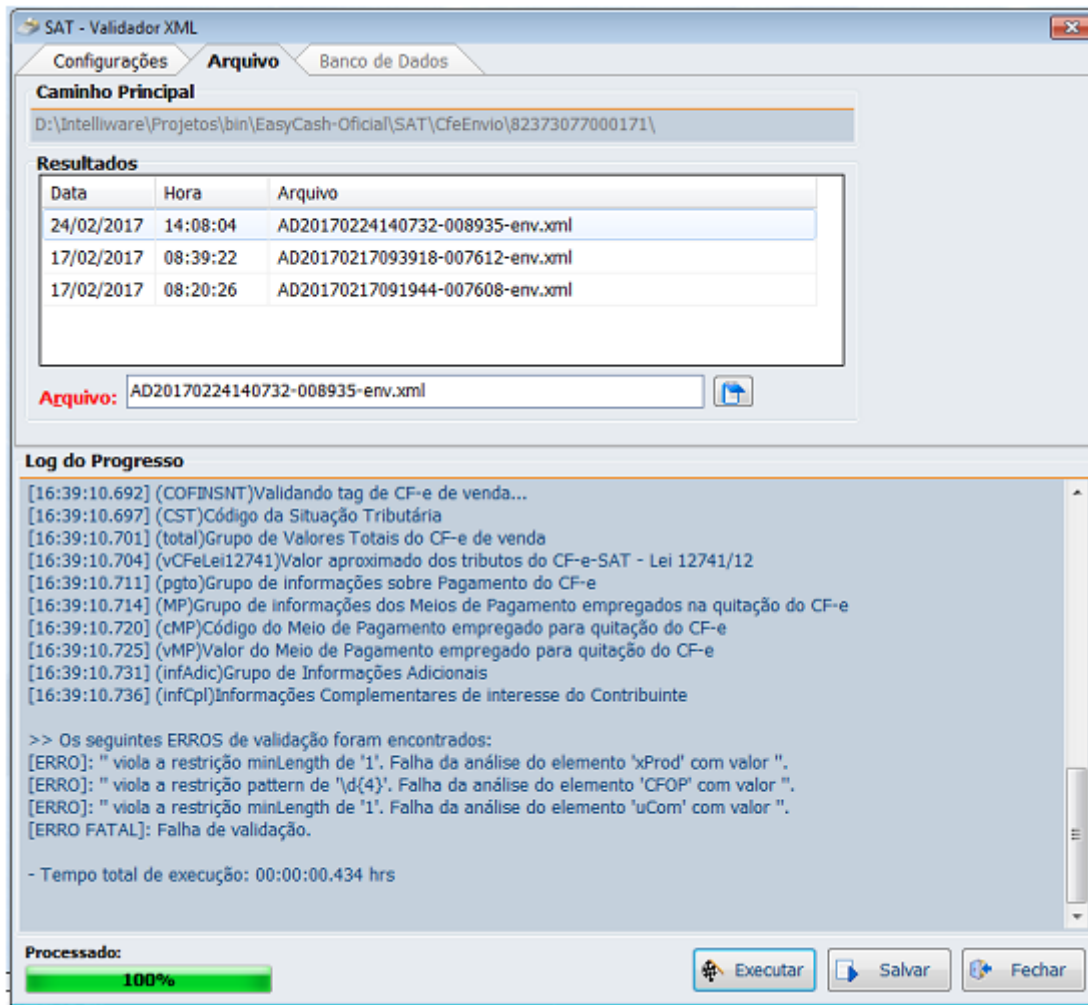 SAT - Validador XML
Configurações Arquivo Banco de Dados
Caminho Principal
D:\Intelliware\Projetos\bin\EasyCash-Oficial\SAT\CfeEnvio\82373077000171\
Resultados
Data Hora Arquivo
24/02/2017 14:08:04 AD20170224140732-008935-env.xml
17/02/2017 08:39:22 AD20170217093918-007612-env.xml
17/02/2017 08:20:26 AD20170217091944-007608-env.xml
Arquivo: AD20170224140732-008935-env.xml
Log do Progresso
[16:39:10.692] (COFINSNT)Validando tag de CF-e de venda...
[16:39:10.697] (CST)Código da Situação Tributária
[16:39:10.701] (total)Grupo de Valores Totais do CF-e de venda
[16:39:10.704] (vCFeLei12741)Valor aproximado dos tributos do CF-e-SAT - Lei 12741/12
[16:39:10.711] (pgto)Grupo de informações sobre Pagamento do CF-e
[16:39:10.714] (MP)Grupo de informações dos Meios de Pagamento empregados na quitação do CF-e
[16:39:10.720] (cMP)Código do Meio de Pagamento empregado para quitação do CF-e
[16:39:10.725] (vMP)Valor do Meio de Pagamento empregado para quitação do CF-e
[16:39:10.731] (infAdic)Grupo de Informações Adicionais
[16:39:10.736] (infCpl)Informações Complementares de interesse do Contribuinte
>> Os seguintes ERROS de validação foram encontrados:
[ERRO]: '' viola a restrição minLength de '1'. Falha da análise do elemento 'xProd' com valor ''.
[ERRO]: '' viola a restrição pattern de '\d{4}'. Falha da análise do elemento 'CFOP' com valor ''.
[ERRO]: '' viola a restrição minLength de '1'. Falha da análise do elemento 'uCom' com valor ''.
[ERRO FATAL]: Falha de validação.
- Tempo total de execução: 00:00:00.434 hrs
Processado:
100%
Executar Salvar Fechar